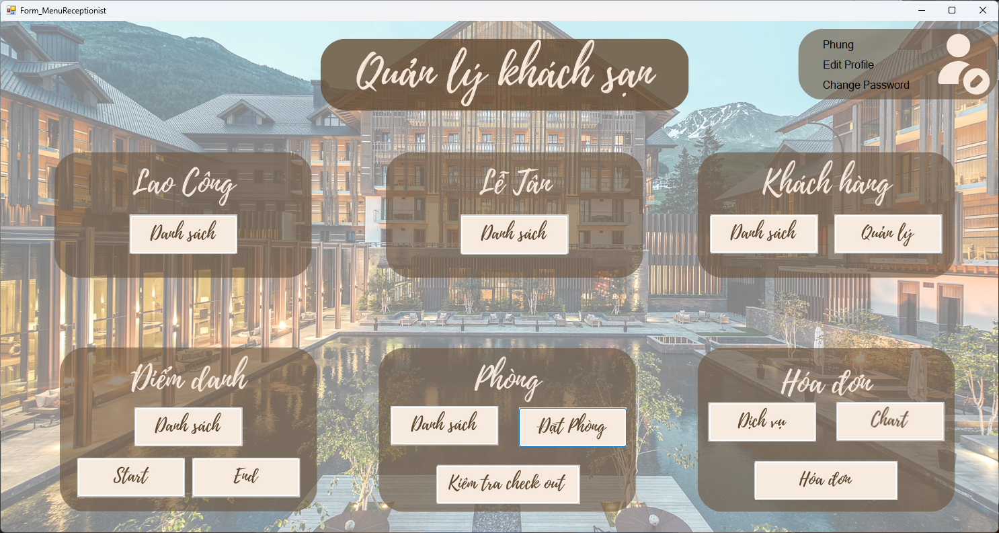 Form_MenuReceptionist
Quản lý khách sạn
Phung
Edit Profile
Change Password
Lao Công
Danh sách
Lễ Tân
Danh sách
Khách hàng
Danh sách
Quản lý
Điểm danh
Danh sách
Start
End
Phòng
Danh sách
Đặt Phòng
Kiểm tra check out
Hóa đơn
Dịch vụ
Chart
Hóa đơn